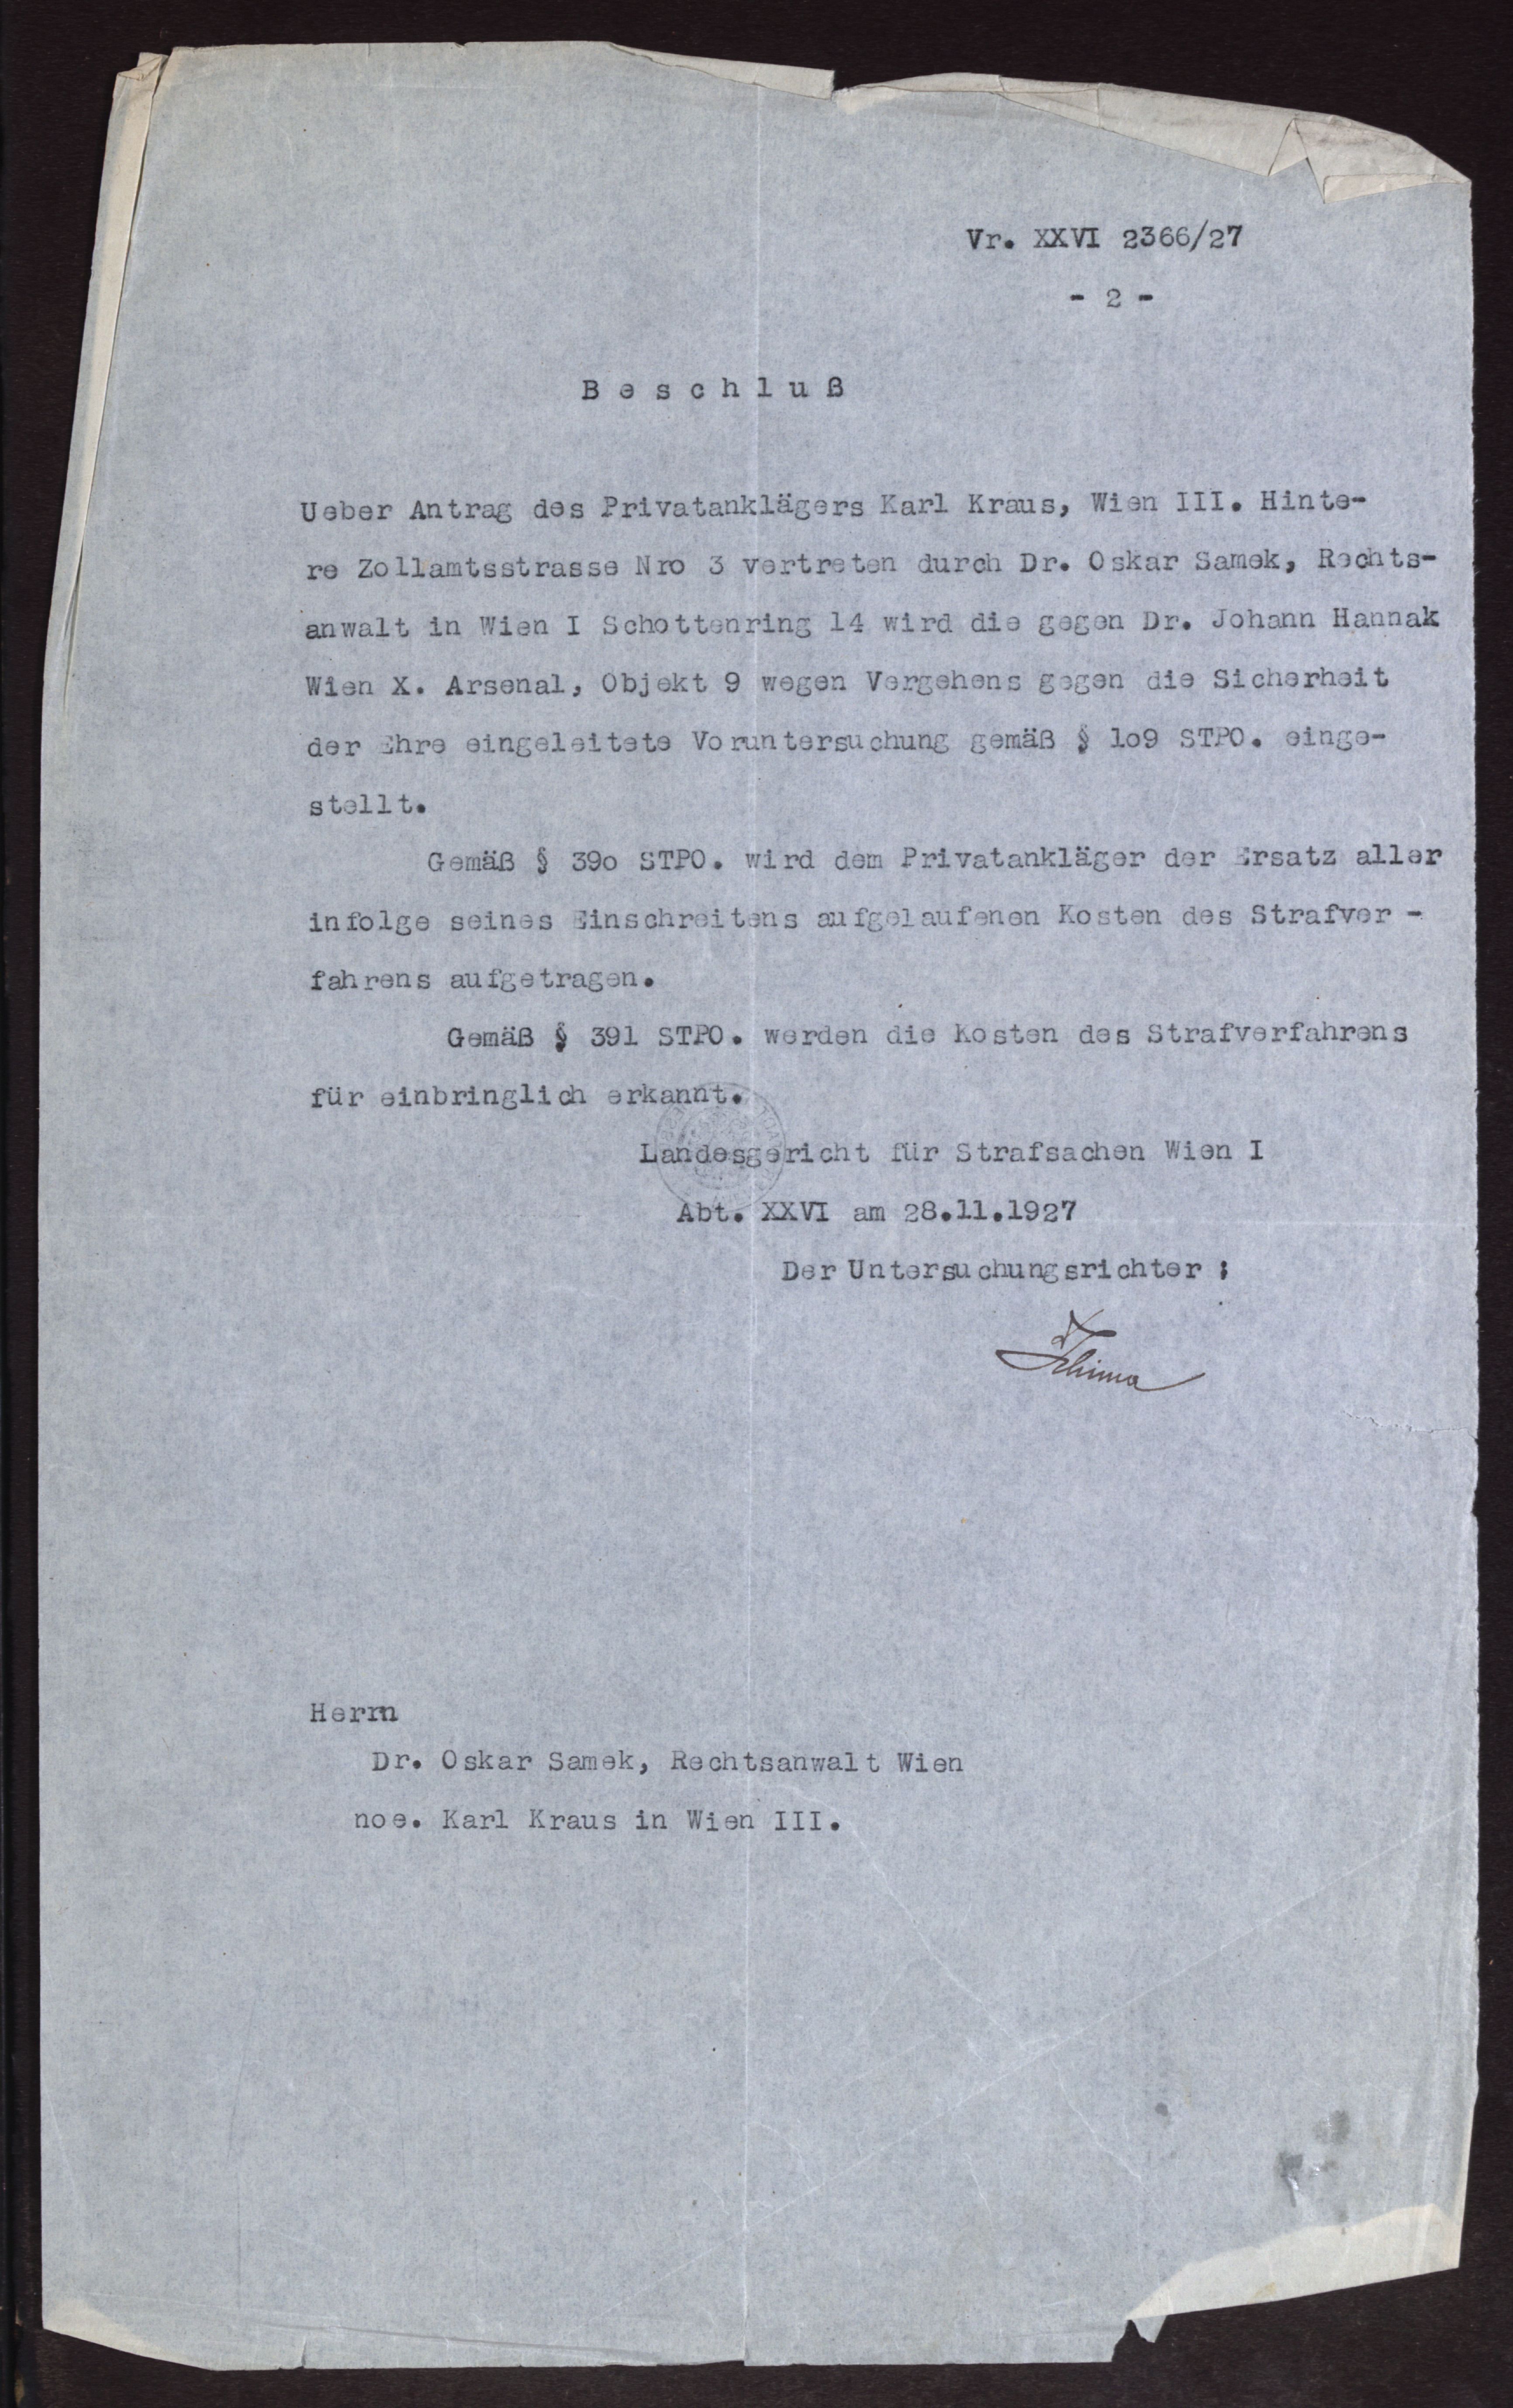 Vr. XXVI 2366/27
- 2 -
Beschluß
Ueber Antrag des Privatanklägers Karl Kraus, Wien III. Hinte-
re Zollamtsstrasse Nro 3 vertreten durch Dr. Oskar Samek, Rechts-
anwalt in Wien I Schottenring 14 wird die gegen Dr. Johann Hannak
Wien X. Arsenal, Objekt 9 wegen Vergehens gegen die Sicherheit
der Ehre eingeleitete Voruntersuchung gemäß § 1o9 STPO. einge-
stellt.
Gemäß § 39o STPO. wird dem Privatankläger der Ersatz aller
infolge seines Einschreitens aufgelaufenen Kosten des Strafver -
fahrens aufgetragen.
Gemäß § 391 STPO. werden die Kosten des Strafverfahrens
für einbringlich erkannt.
Landesgericht für Strafsachen Wien I
Abt. XXVI am 28.11.1927
Der Untersuchungsrichter :
Herrn
Dr. Oskar Samek, Rechtsanwalt Wien
noe. Karl Kraus in Wien III.